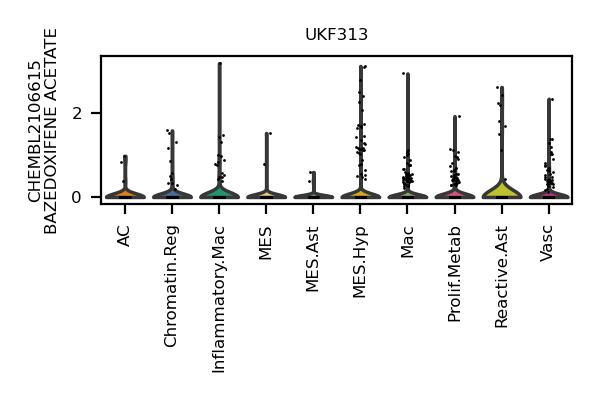 UKF313
CHEMBL2106615
BAZEDOXIFENE ACETATE
2
0
AC
Chromatin.Reg
Inflammatory.Mac
MES
MES.Ast
MES.Hyp
Mac
Prolif.Metab
Reactive.Ast
Vasc